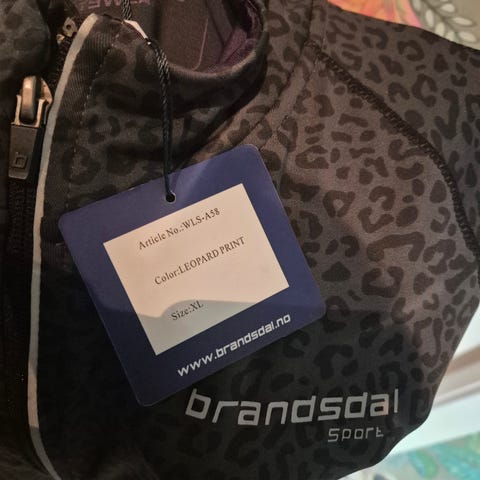 Article No.:WLS-A58
Color:LEOPARD PRINT
Size:XL
www.brandsdal.no
brandsdal
Sport